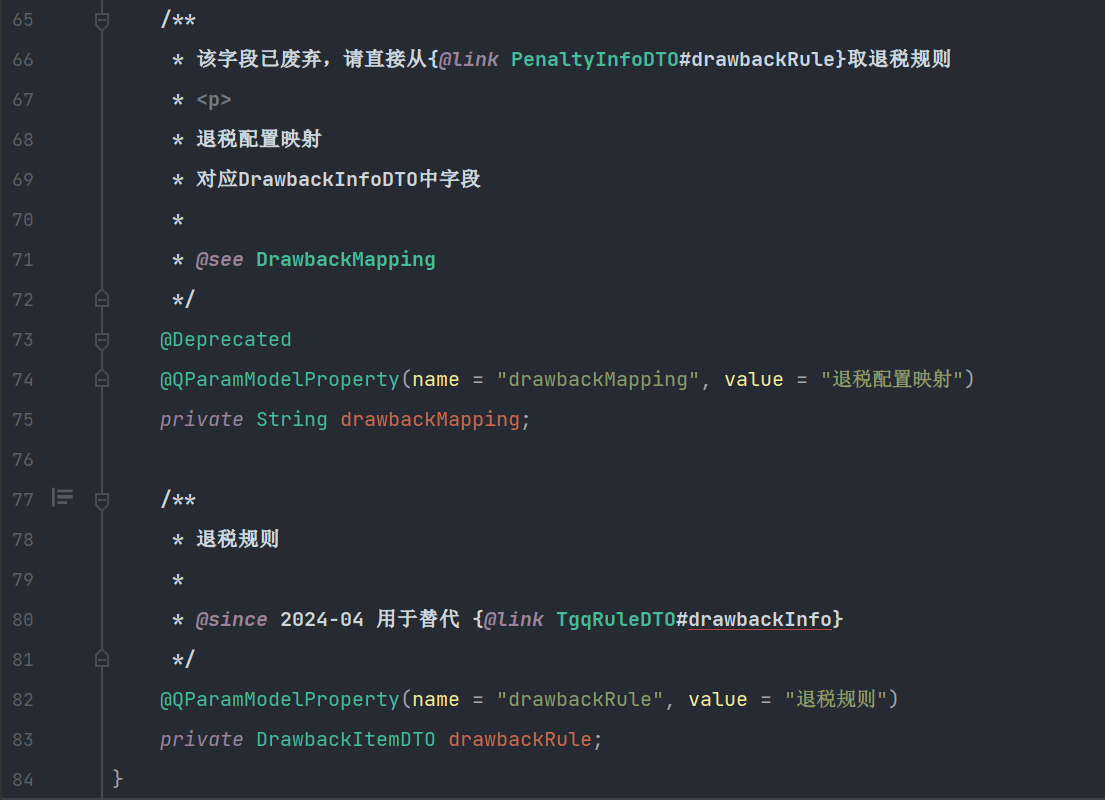 65 /**
66 * 该字段已废弃，请直接从{@link PenaltyInfoDTO#drawbackRule}取退税规则
67 * <p>
68 * 退税配置映射
69 * 对应DrawbackInfoDTO中字段
70 *
71 * @see DrawbackMapping
72 */
73 @Deprecated
74 @QParamModelProperty(name = "drawbackMapping", value = "退税配置映射")
75 private String drawbackMapping;
76
77 /**
78 * 退税规则
79 *
80 * @since 2024-04 用于替代 {@link TgqRuleDTO#drawbackInfo}
81 */
82 @QParamModelProperty(name = "drawbackRule", value = "退税规则")
83 private DrawbackItemDTO drawbackRule;
84 }